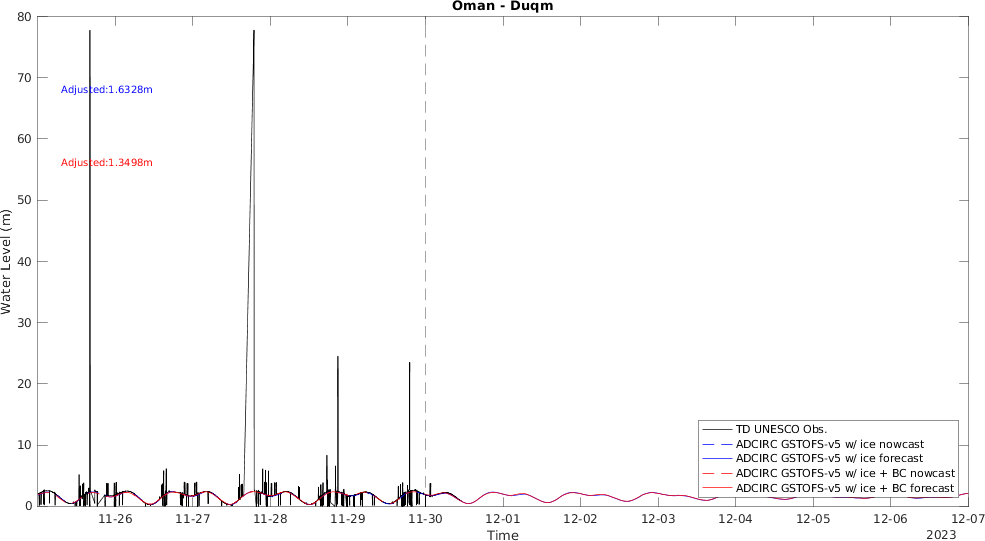 Oman - Duqm
80
70
60
50
40
30
20
10
0
Water Level (m)
Adjusted:1.6328m
Adjusted:1.3498m
TD UNESCO Obs.
ADCIRC GSTOFS-v5 w/ ice nowcast
ADCIRC GSTOFS-v5 w/ ice forecast
ADCIRC GSTOFS-v5 w/ ice + BC nowcast
ADCIRC GSTOFS-v5 w/ ice + BC forecast
11-26 11-27 11-28 11-29 11-30 12-01 12-02 12-03 12-04 12-05 12-06 12-07
Time
2023